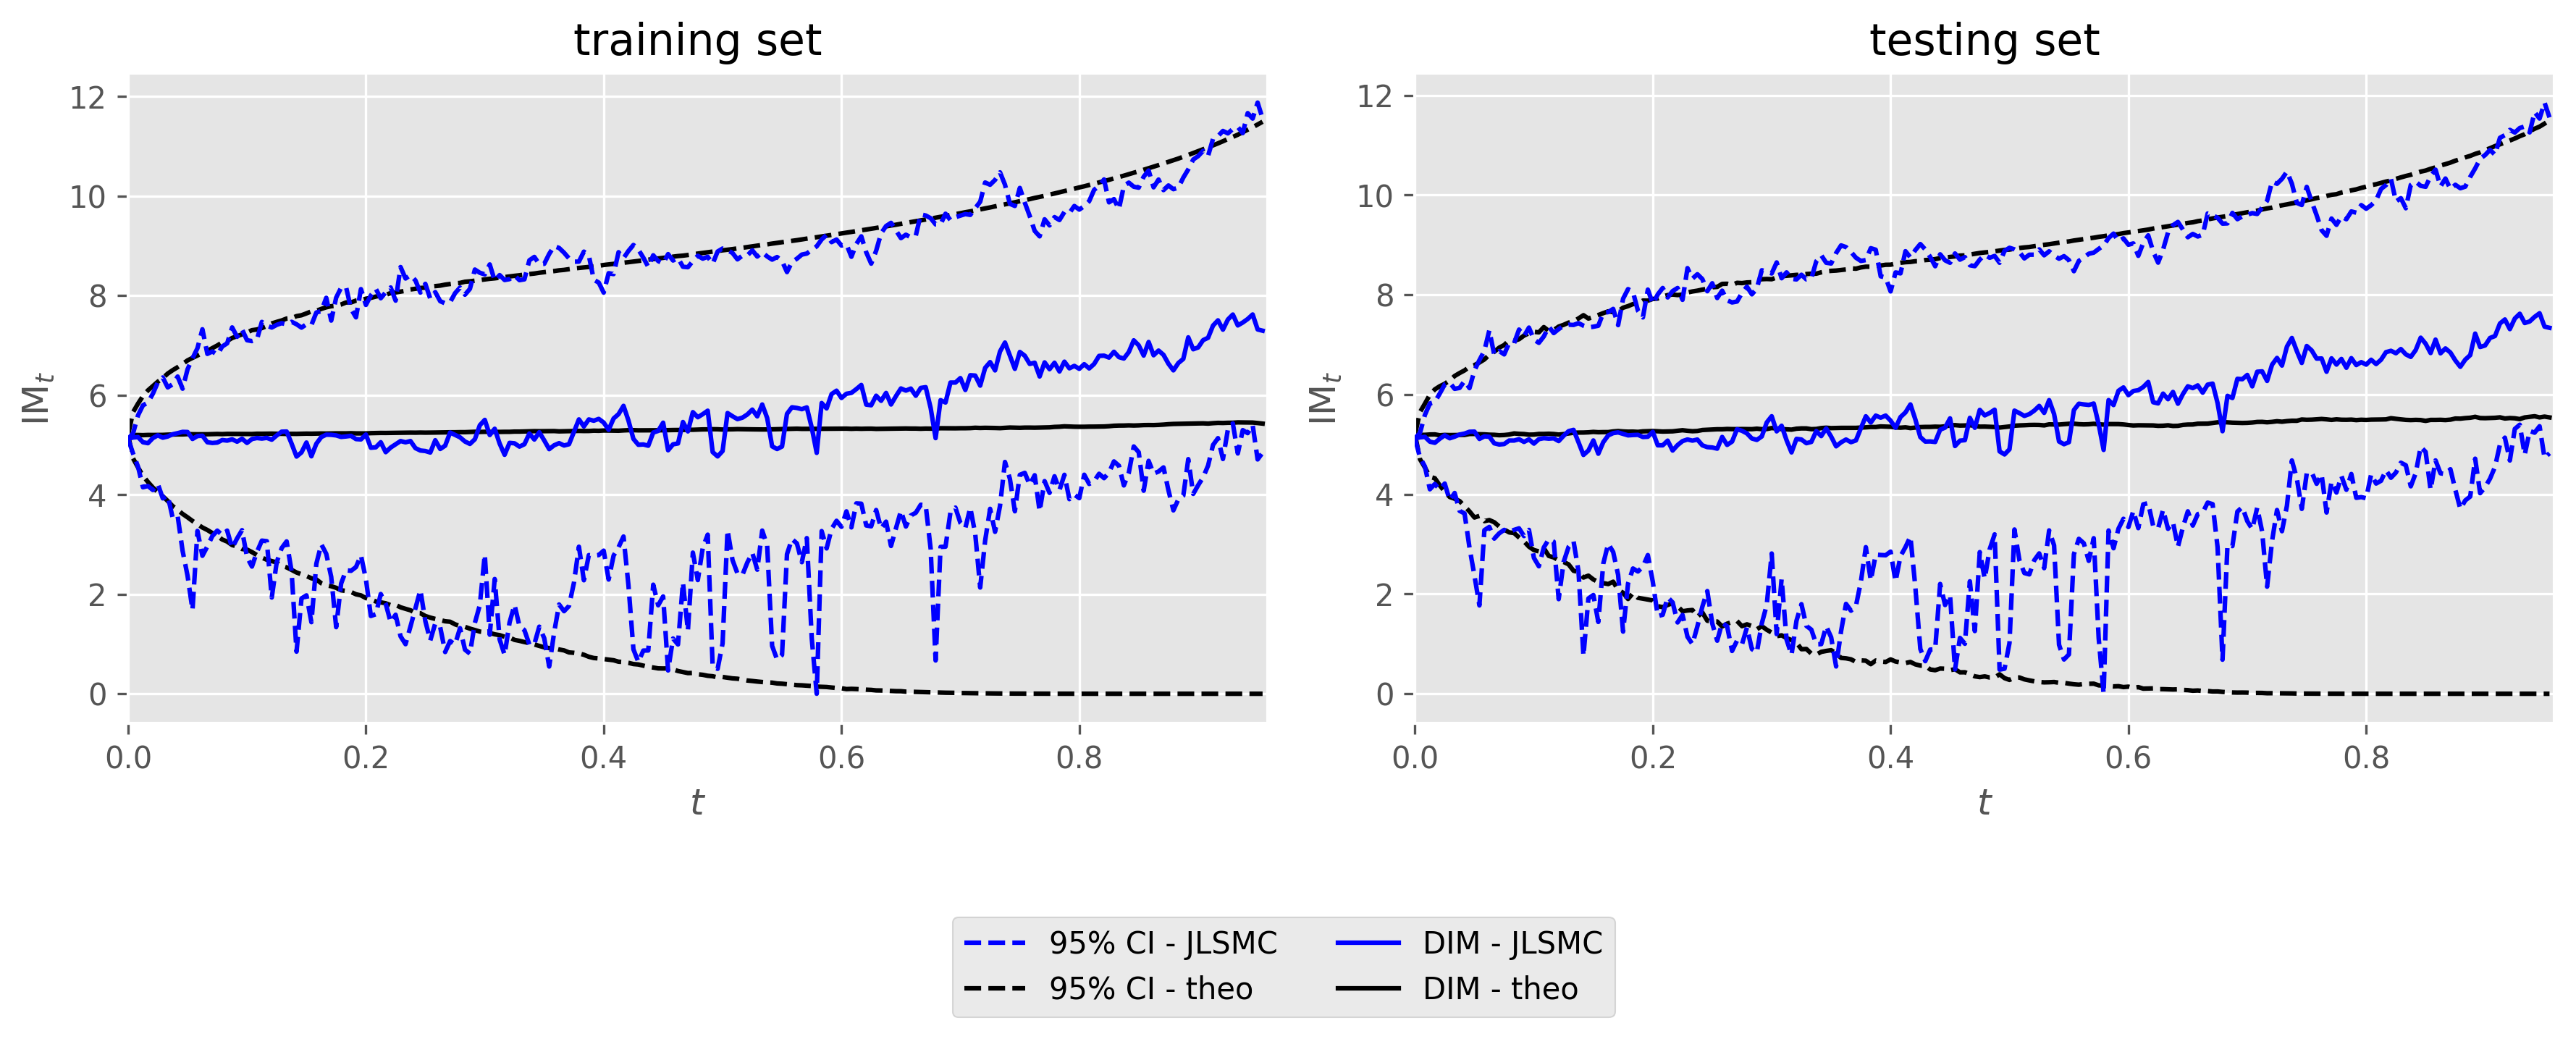 training set
testing set
12
10
8
6
4
2
0
IM_t
0.0 0.2 0.4 0.6 0.8
t
12
10
8
6
4
2
0
IM_t
0.0 0.2 0.4 0.6 0.8
t
95% CI - JLSMC
95% CI - theo
DIM - JLSMC
DIM - theo